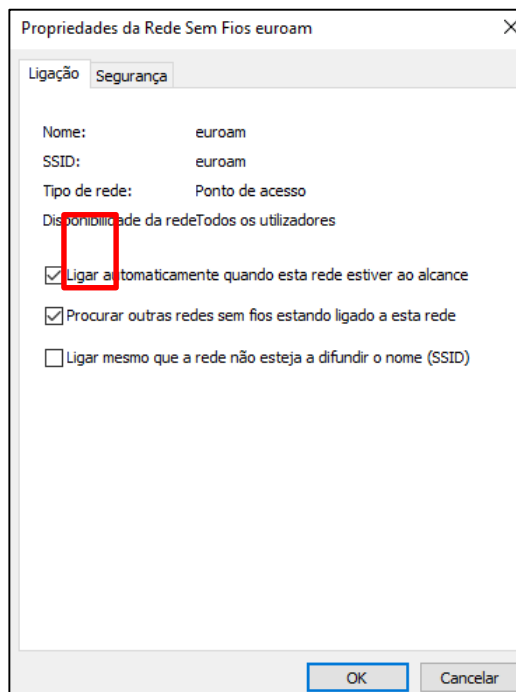 Propriedades da Rede Sem Fios euroam
Ligação Segurança
Nome: euroam
SSID: euroam
Tipo de rede: Ponto de acesso
Disponibilidade da redeTodos os utilizadores
Ligar automaticamente quando esta rede estiver ao alcance
Procurar outras redes sem fios estando ligado a esta rede
Ligar mesmo que a rede não esteja a difundir o nome (SSID)
OK Cancelar